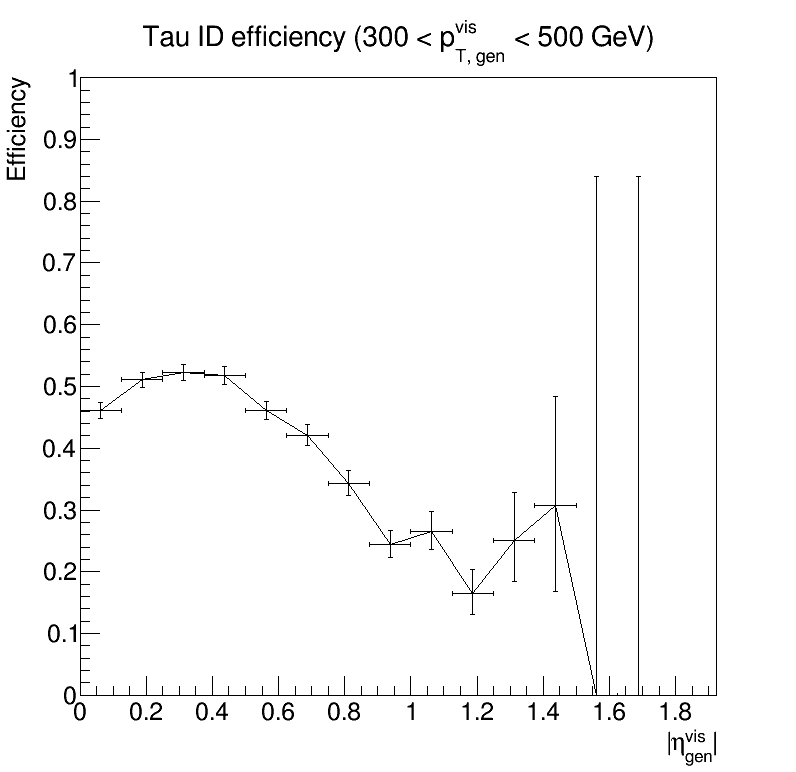 Tau ID efficiency (300 < p^vis_T, gen < 500 GeV)
Efficiency
1
0.9
0.8
0.7
0.6
0.5
0.4
0.3
0.2
0.1
0
0 0.2 0.4 0.6 0.8 1 1.2 1.4 1.6 1.8
|η^vis_gen|